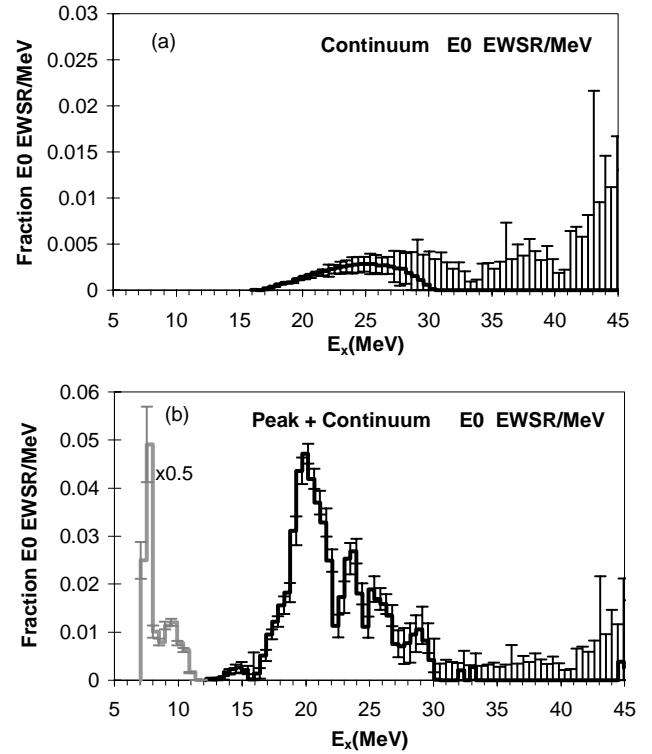 (a) Continuum E0 EWSR/MeV
Fraction E0 EWSR/MeV
0.03
0.025
0.02
0.015
0.01
0.005
0
5 10 15 20 25 30 35 40 45
Ex(MeV)
(b) Peak + Continuum E0 EWSR/MeV
x0.5
Fraction E0 EWSR/MeV
0.06
0.05
0.04
0.03
0.02
0.01
0
5 10 15 20 25 30 35 40 45
Ex(MeV)